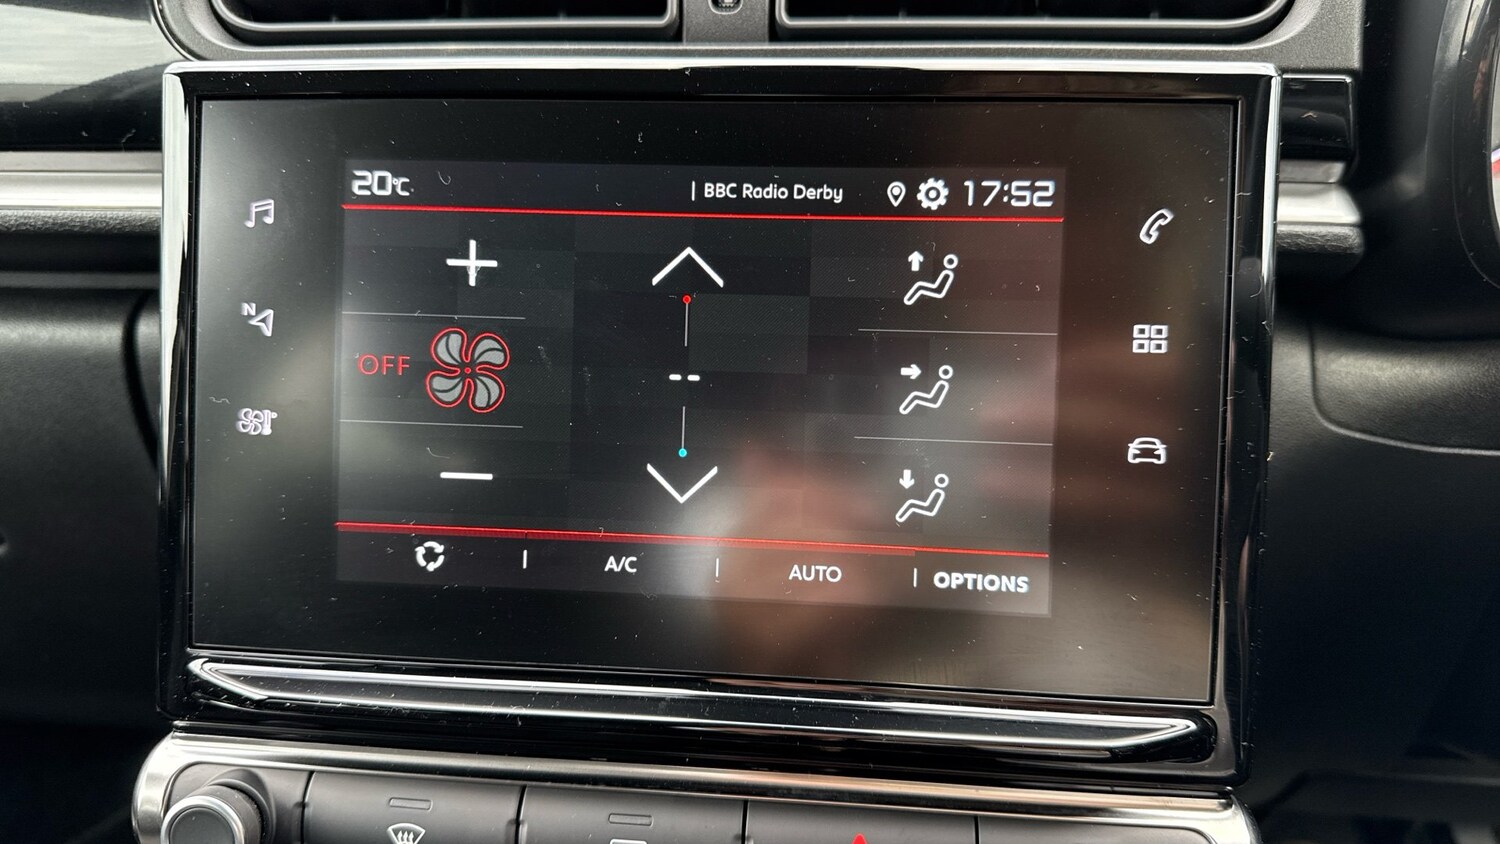 20°C
| BBC Radio Derby
17:52
N
OFF
--
A/C | AUTO | OPTIONS